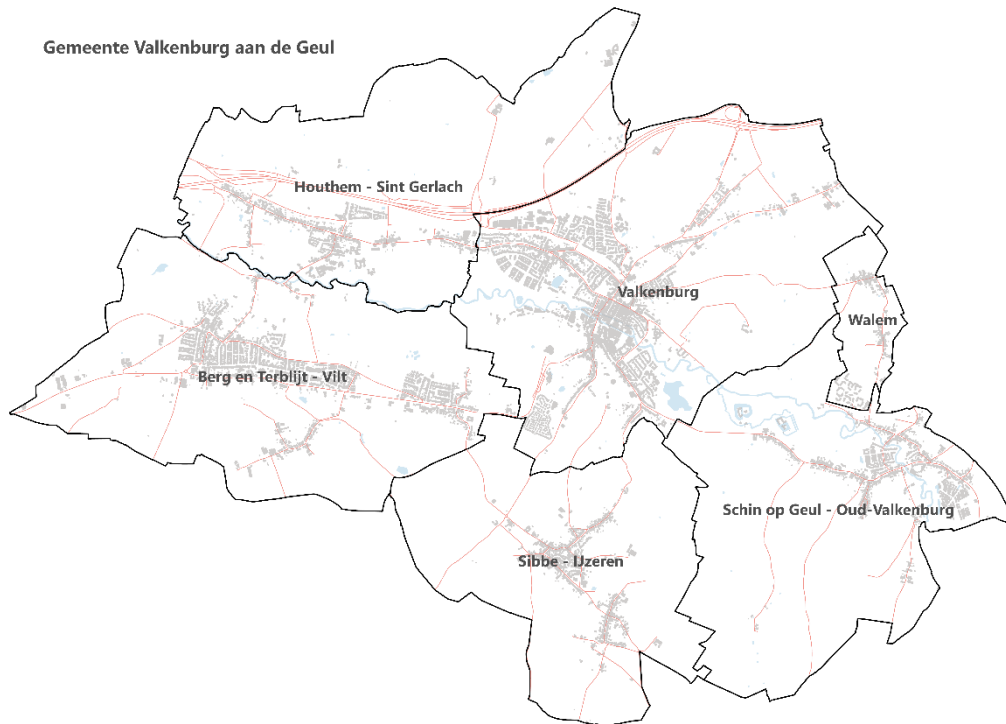 Gemeente Valkenburg aan de Geul
Houthem - Sint Gerlach
Valkenburg
Walem
Berg en Terblijt - Vilt
Schin op Geul - Oud-Valkenburg
Sibbe - IJzeren